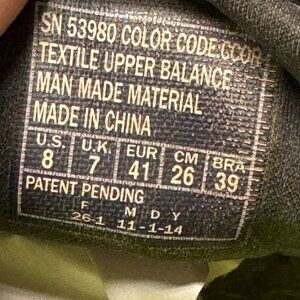 SN 53980 COLOR CODE:CCOR
TEXTILE UPPER BALANCE
MAN MADE MATERIAL
MADE IN CHINA
U.S. U.K. EUR CM BRA
8 7 41 26 39
PATENT PENDING
F M D Y
26-1 11-1-14